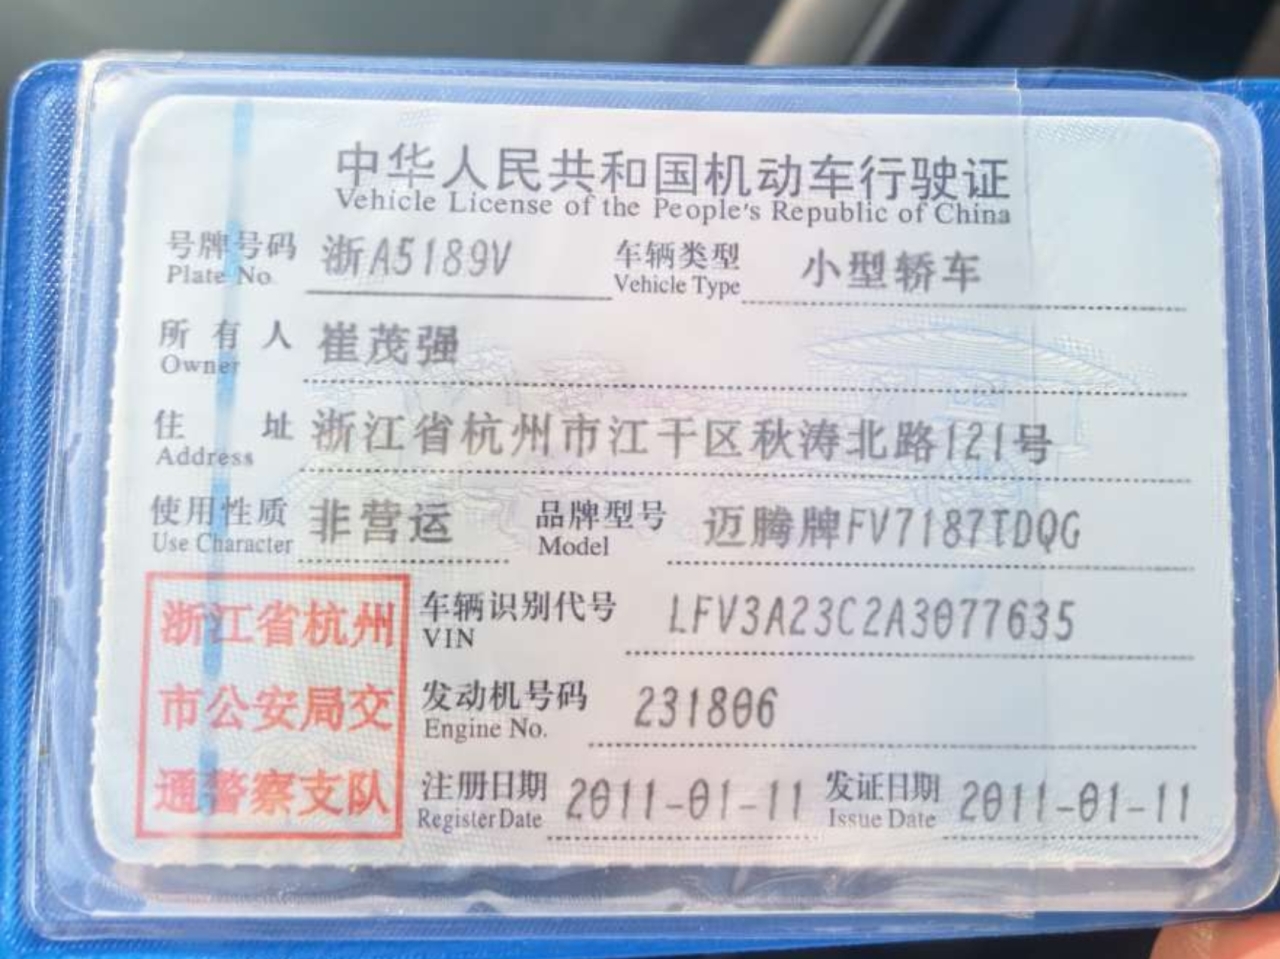 中华人民共和国机动车行驶证
Vehicle License of the People's Republic of China
号牌号码 浙A5189V 车辆类型 小型轿车
Plate No. Vehicle Type
所有人 崔茂强
Owner
住址 浙江省杭州市江干区秋涛北路121号
Address
使用性质 非营运 品牌型号 迈腾牌FV7187TDQG
Use Character Model
浙江省杭州
市公安局交
通警察支队
车辆识别代号 LFV3A23C2A3077635
VIN
发动机号码 231806
Engine No.
注册日期 2011-01-11 发证日期 2011-01-11
Register Date Issue Date